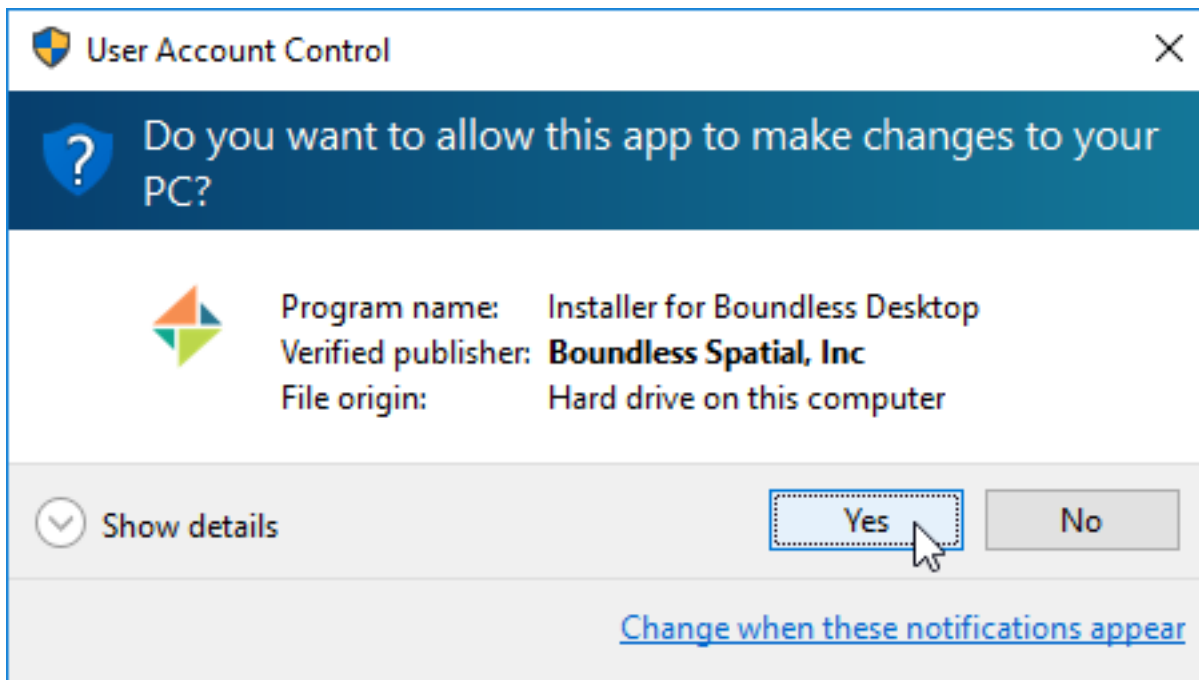 User Account Control
Do you want to allow this app to make changes to your
PC?
Program name: Installer for Boundless Desktop
Verified publisher: Boundless Spatial, Inc
File origin: Hard drive on this computer
Show details
Yes
No
Change when these notifications appear